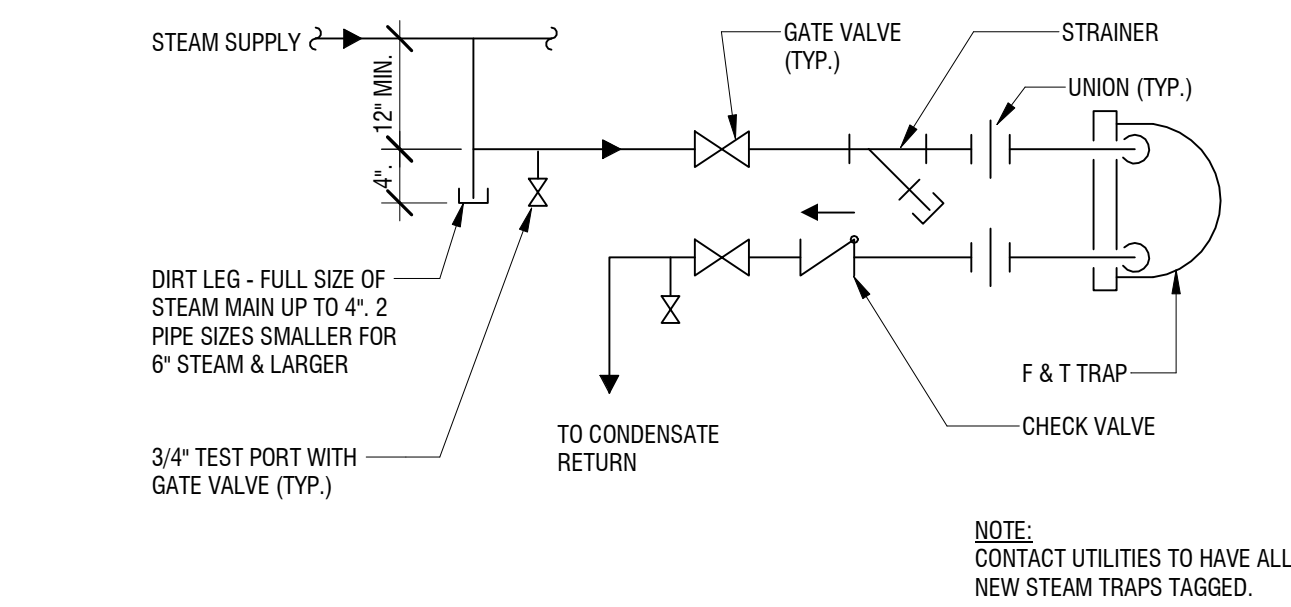 STEAM SUPPLY
12" MIN.
4".
GATE VALVE
(TYP.)
STRAINER
UNION (TYP.)
DIRT LEG - FULL SIZE OF
STEAM MAIN UP TO 4". 2
PIPE SIZES SMALLER FOR
6" STEAM & LARGER
3/4" TEST PORT WITH
GATE VALVE (TYP.)
TO CONDENSATE
RETURN
F & T TRAP
CHECK VALVE
NOTE:
CONTACT UTILITIES TO HAVE ALL
NEW STEAM TRAPS TAGGED.